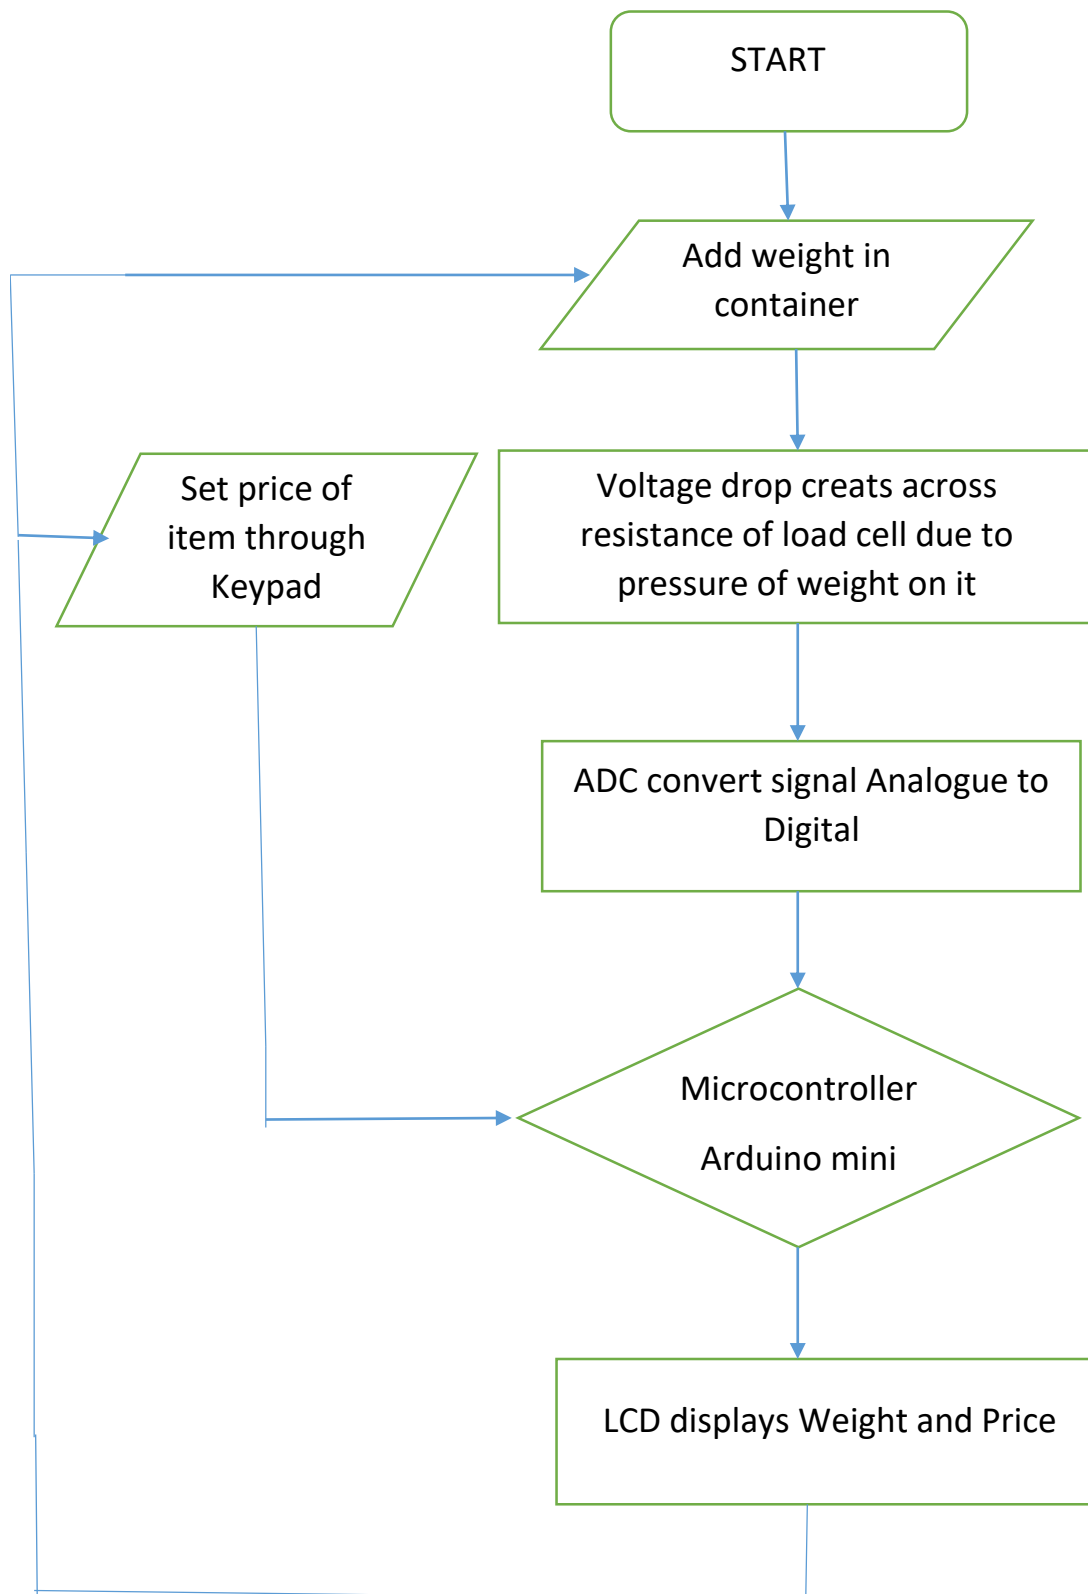 START
Add weight in
container
Set price of
item through
Keypad
Voltage drop creats across
resistance of load cell due to
pressure of weight on it
ADC convert signal Analogue to
Digital
Microcontroller
Arduino mini
LCD displays Weight and Price